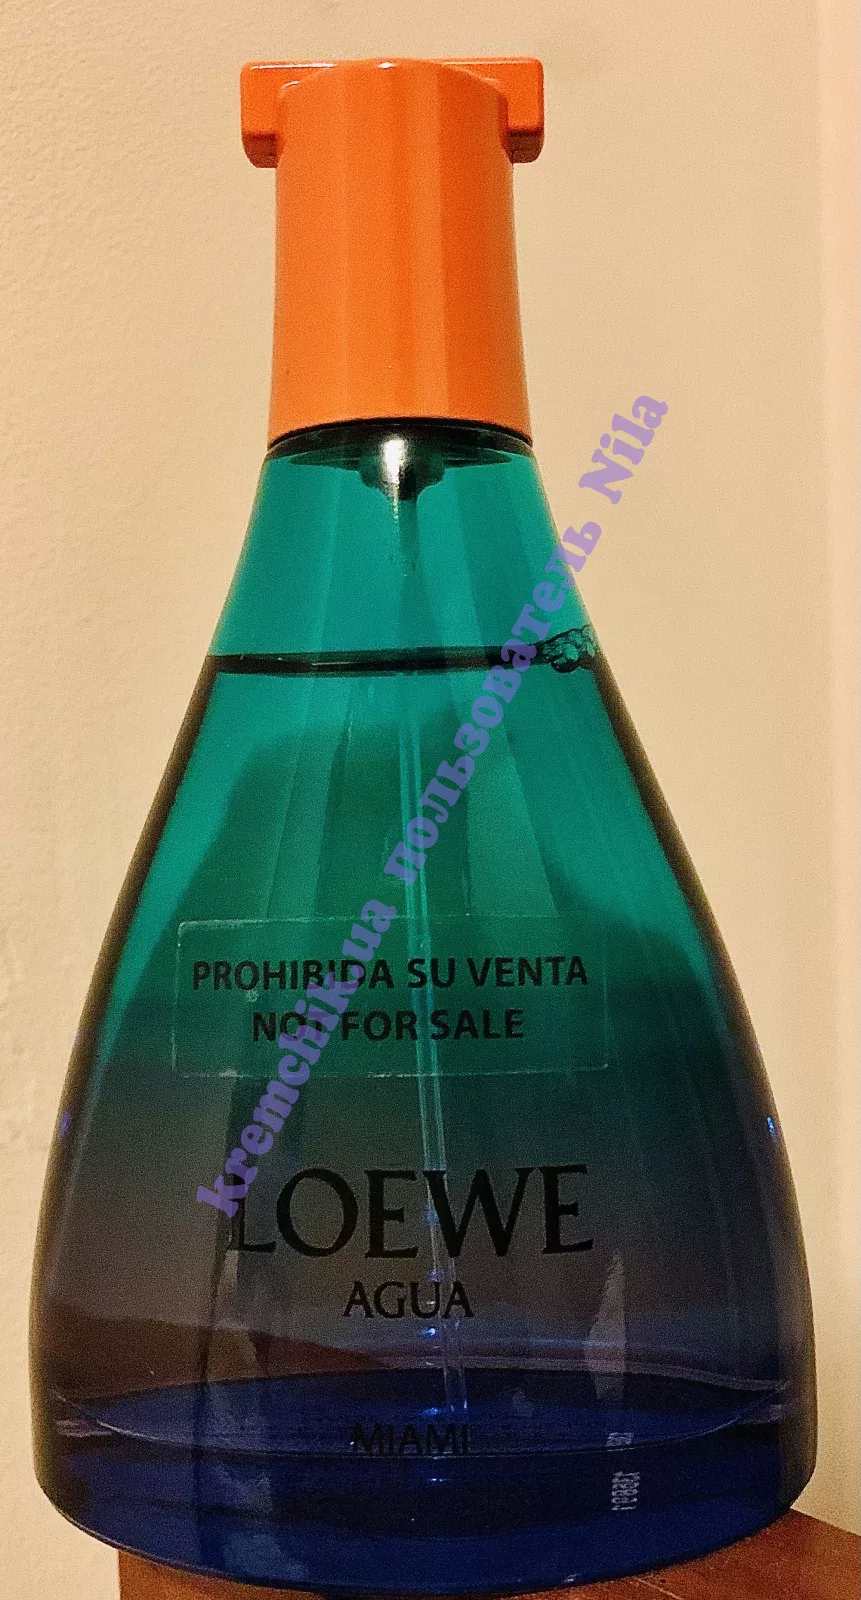 PROHIBIDA SU VENTA
NOT FOR SALE
LOEWE
AGUA
MIAMI
kremchik.ua пользователь Nila